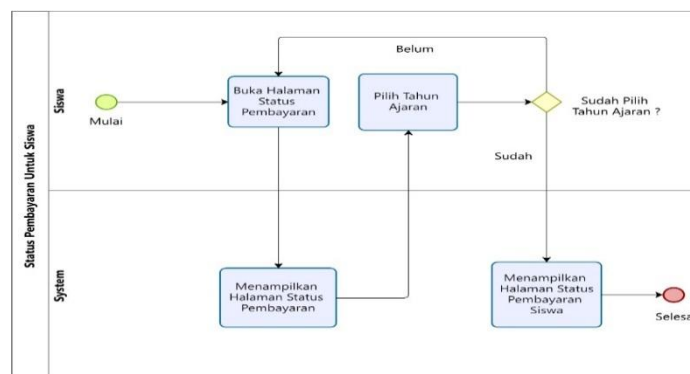 Status Pembayaran Untuk Siswa
Siswa
Mulai
Buka Halaman
Status
Pembayaran
Pilih Tahun
Ajaran
Belum
Sudah Pilih
Tahun Ajaran ?
Sudah
System
Menampilkan
Halaman Status
Pembayaran
Menampilkan
Halaman Status
Pembayaran
Siswa
Selesa